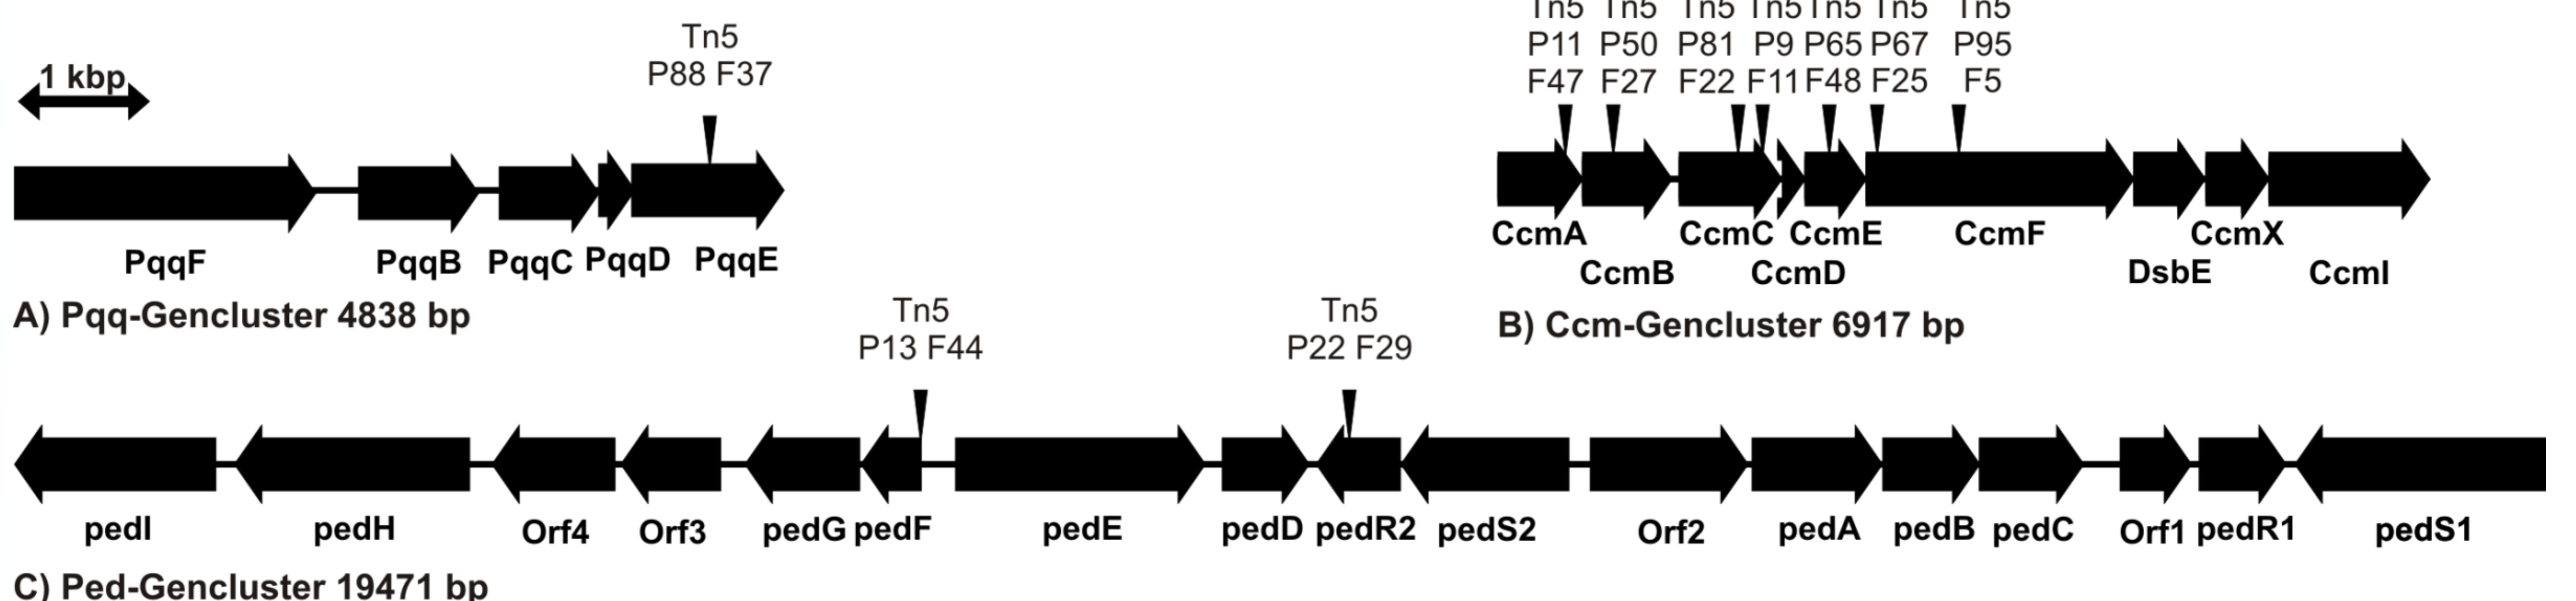 1 kbp
Tn5
P88 F37
PqqF PqqB PqqC PqqD PqqE
A) Pqq-Gencluster 4838 bp
Tn5 Tn5 Tn5 Tn5 Tn5 Tn5 Tn5
P11 P50 P81 P9 P65 P67 P95
F47 F27 F22 F11 F48 F25 F5
CcmA CcmC CcmE CcmF CcmX
CcmB CcmD DsbE CcmI
B) Ccm-Gencluster 6917 bp
Tn5 Tn5
P13 F44 P22 F29
pedI pedH Orf4 Orf3 pedG pedF pedE pedD pedR2 pedS2 Orf2 pedA pedB pedC Orf1 pedR1 pedS1
C) Ped-Gencluster 19471 bp